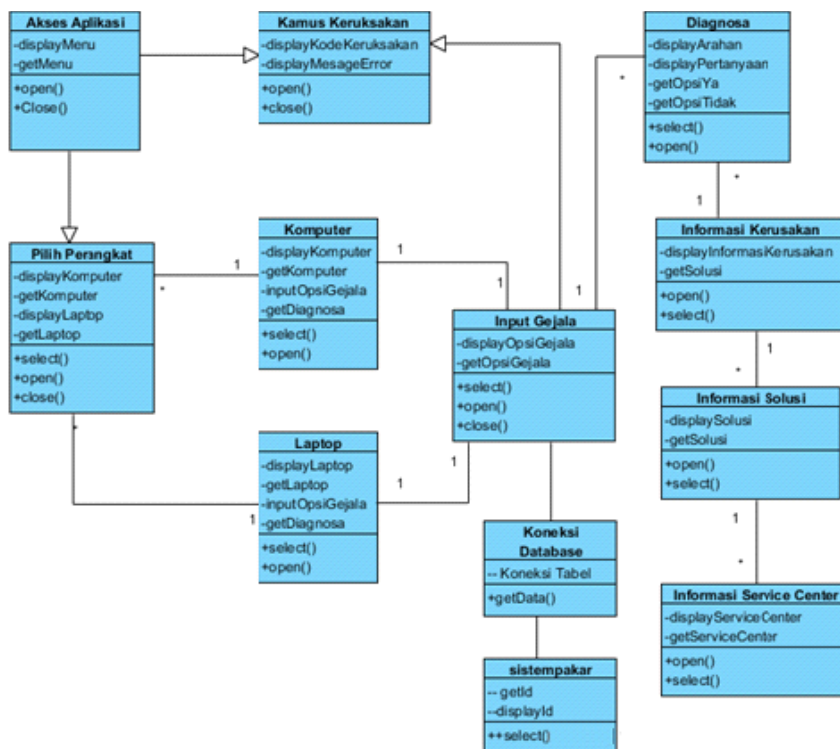 Akses Aplikasi
-displayMenu
-getMenu
+open()
+Close()
Kamus Keruksakan
-displayKodeKeruksakan
-displayMesageError
+open()
+close()
Diagnosa
-displayArahan
-displayPertanyaan
-getOpsiYa
-getOpsiTidak
+select()
+open()
*
*
1
Pilih Perangkat
-displayKomputer
-getKomputer
-displayLaptop
-getLaptop
+select()
+open()
+close()
1
*
*
Komputer
-displayKomputer
-getKomputer
-inputOpsiGejala
-getDiagnosa
+select()
+open()
1
1
1
Input Gejala
-displayOpsiGejala
-getOpsiGejala
+select()
+open()
+close()
Informasi Kerusakan
-displayInformasiKerusakan
-getSolusi
+open()
+select()
1
*
Laptop
-displayLaptop
-getLaptop
-inputOpsiGejala
-getDiagnosa
+select()
+open()
1
1
1
Informasi Solusi
-displaySolusi
-getSolusi
+open()
+select()
1
*
Koneksi
Database
-- Koneksi Tabel
+getData()
Informasi Service Center
-displayServiceCenter
-getServiceCenter
+open()
+select()
sistempakar
-- getId
--displayId
++select()